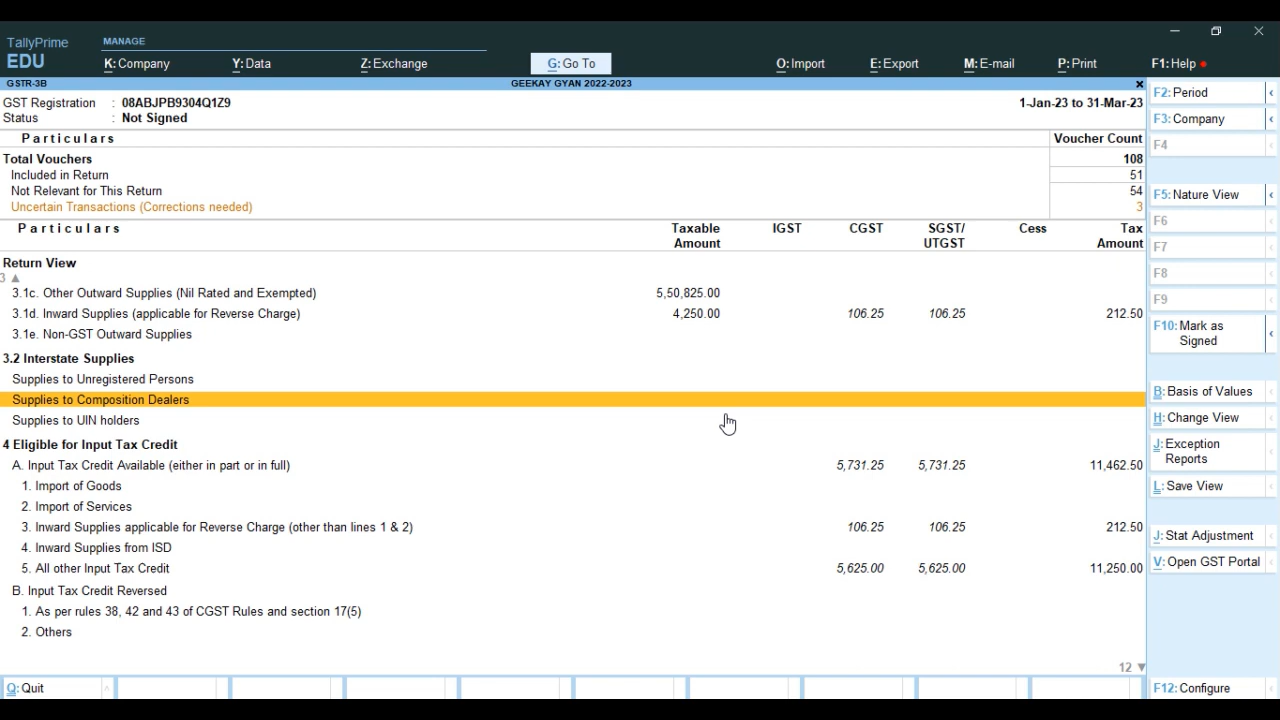 TallyPrime
EDU
MANAGE
K: Company Y: Data Z: Exchange G: Go To O: Import E: Export M: E-mail P: Print F1: Help
GSTR-3B GEEKAY GYAN 2022-2023 x
GST Registration : 08ABJPB9304Q1Z9 1-Jan-23 to 31-Mar-23
Status : Not Signed
Particulars Voucher Count
Total Vouchers 108
Included in Return 51
Not Relevant for This Return 54
Uncertain Transactions (Corrections needed) 3
Particulars Taxable Amount IGST CGST SGST/ UTGST Cess Tax Amount
Return View
3 ▲
3.1c. Other Outward Supplies (Nil Rated and Exempted) 5,50,825.00
3.1d. Inward Supplies (applicable for Reverse Charge) 4,250.00 106.25 106.25 212.50
3.1e. Non-GST Outward Supplies
3.2 Interstate Supplies
Supplies to Unregistered Persons
Supplies to Composition Dealers
Supplies to UIN holders
4 Eligible for Input Tax Credit
A. Input Tax Credit Available (either in part or in full) 5,731.25 5,731.25 11,462.50
1. Import of Goods
2. Import of Services
3. Inward Supplies applicable for Reverse Charge (other than lines 1 & 2) 106.25 106.25 212.50
4. Inward Supplies from ISD
5. All other Input Tax Credit 5,625.00 5,625.00 11,250.00
B. Input Tax Credit Reversed
1. As per rules 38, 42 and 43 of CGST Rules and section 17(5)
2. Others
12 ▼
Q: Quit
F2: Period
F3: Company
F4
F5: Nature View
F6
F7
F8
F9
F10: Mark as
Signed
B: Basis of Values
H: Change View
J: Exception
Reports
L: Save View
J: Stat Adjustment
V: Open GST Portal
F12: Configure